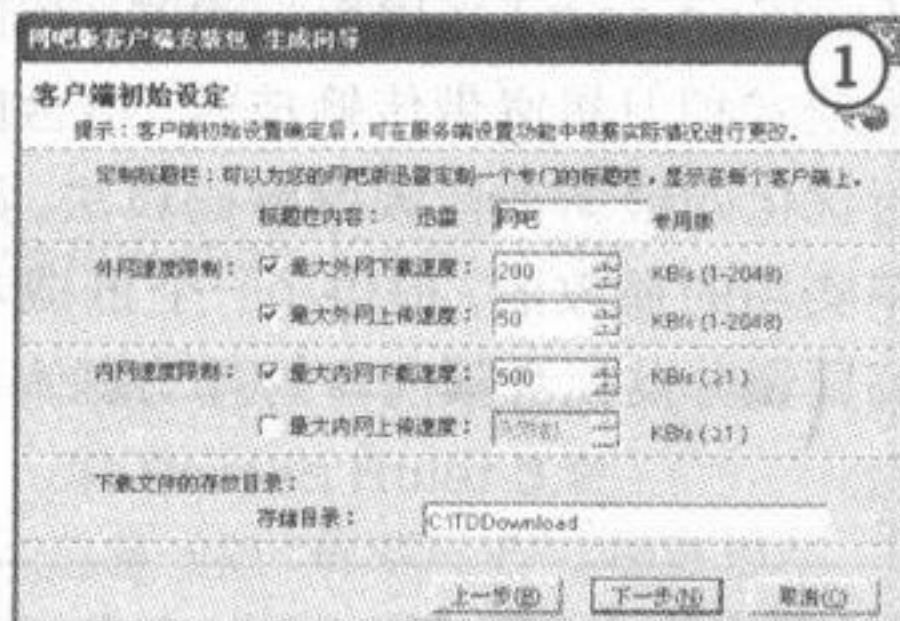 网吧版客户端安装包 生成向导
1
客户端初始设定
提示：客户端初始设置确定后，可在服务端设置功能中根据实际情况进行更改。
定制标题栏：可以为您的网吧版迅雷定制一个专门的标题栏，显示在每个客户端上。
标题栏内容： 迅雷 网吧 专用版
外网速度限制： 最大外网下载速度： 200 KB/s (1-2048)
最大外网上传速度： 50 KB/s (1-2048)
内网速度限制： 最大内网下载速度： 500 KB/s (≥1)
最大内网上传速度： KB/s (≥1)
下载文件的存放目录：
存储目录： C:\TDDownload
上一步(B) 下一步(N) 取消(C)